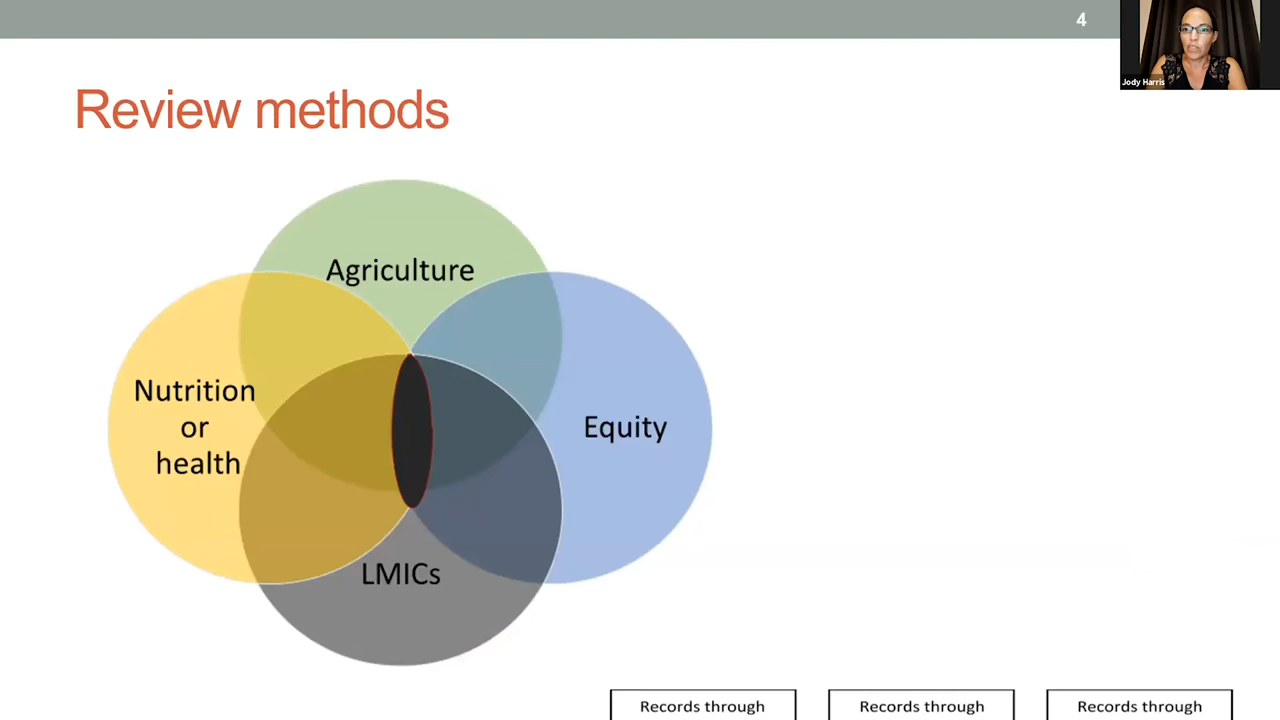 4
Jody Harris
Review methods
Agriculture
Nutrition
or
health
Equity
LMICs
Records through
Records through
Records through